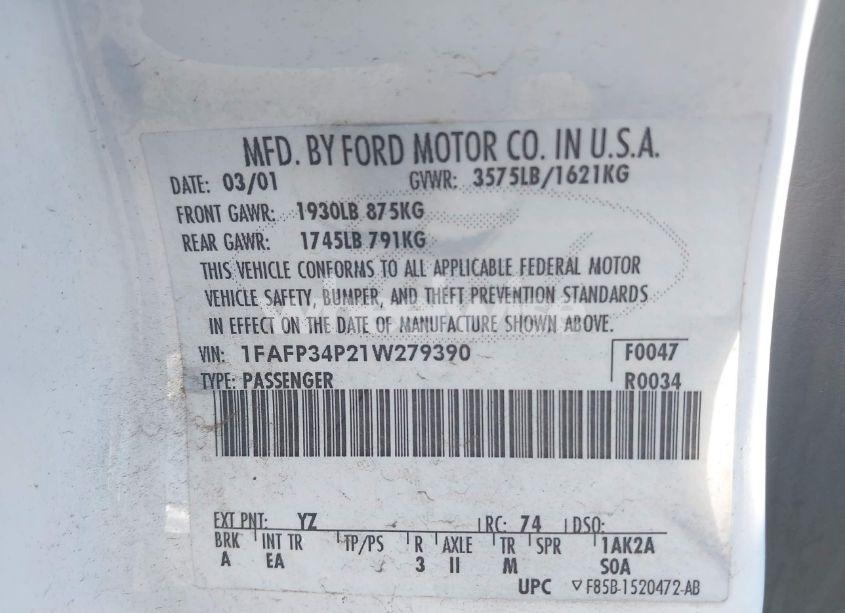 MFD. BY FORD MOTOR CO. IN U.S.A.
DATE: 03/01 GVWR: 3575LB/1621KG
FRONT GAWR: 1930LB 875KG
REAR GAWR: 1745LB 791KG
THIS VEHICLE CONFORMS TO ALL APPLICABLE FEDERAL MOTOR
VEHICLE SAFETY, BUMPER, AND THEFT PREVENTION STANDARDS
IN EFFECT ON THE DATE OF MANUFACTURE SHOWN ABOVE.
VIN: 1FAFP34P21W279390 F0047
TYPE: PASSENGER R0034
EXT PNT: YZ RC: 74 DSO:
BRK INT TR TP/PS R AXLE TR SPR 1AK2A
A EA 3 II M SOA
UPC ▽F85B-1520472-AB